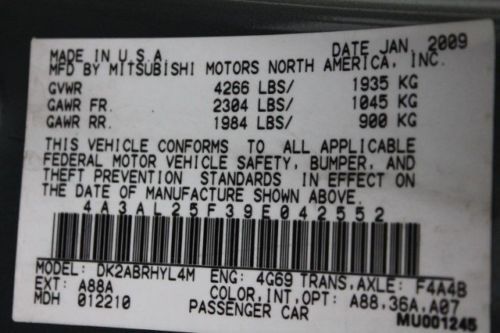 MADE IN U.S.A DATE JAN. 2009
MFD BY MITSUBISHI MOTORS NORTH AMERICA, INC.
GVWR 4266 LBS/ 1935 KG
GAWR FR. 2304 LBS/ 1045 KG
GAWR RR. 1984 LBS/ 900 KG
THIS VEHICLE CONFORMS TO ALL APPLICABLE
FEDERAL MOTOR VEHICLE SAFETY, BUMPER, AND
THEFT PREVENTION STANDARDS IN EFFECT ON
THE DATE OF MANUFACTURE SHOWN ABOVE.
4A3AL25F39E042552
MODEL: DK2ABRHYL4M ENG: 4G69 TRANS,AXLE: F4A4B
EXT: A88A COLOR,INT,OPT: A88.36A.A07
MDH 012210 PASSENGER CAR MU001245